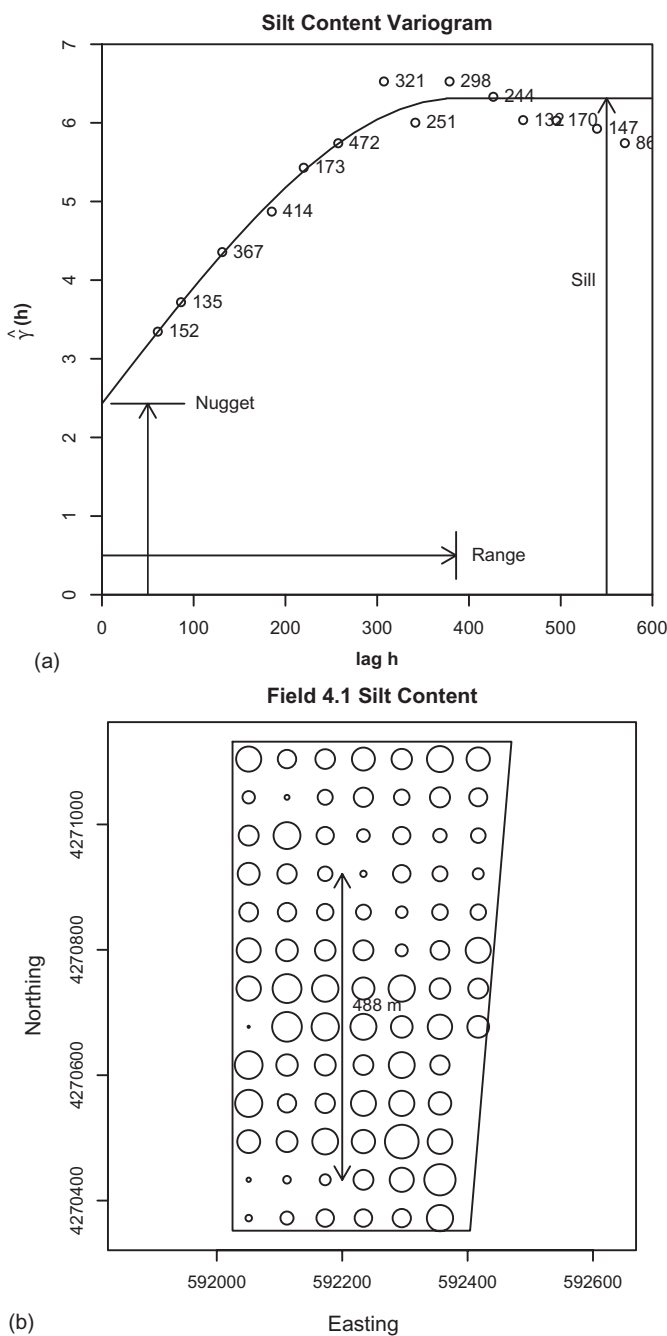 Silt Content Variogram
7
6
5
4
3
2
1
0
γ̂ (h)
321
298
244
251
132
170
147
86
472
173
414
367
135
152
Sill
Nugget
Range
0 100 200 300 400 500 600
lag h
(a)
Field 4.1 Silt Content
4271000
4270800
4270600
4270400
Northing
488 m
592000 592200 592400 592600
Easting
(b)